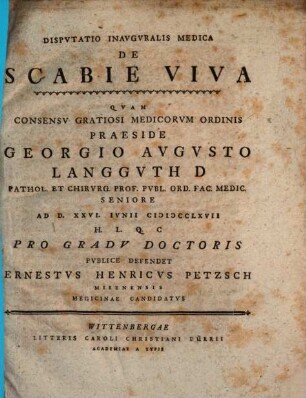 DISPVTATIO INAVGVRALIS MEDICA
DE
SCABIE VIVA
QVAM
CONSENSV GRATIOSI MEDICORVM ORDINIS
PRAESIDE
GEORGIO AVGVSTO
LANGGVTH D
PATHOL. ET CHIRVRG. PROF. PVBL. ORD. FAC. MEDIC.
SENIORE
AD D. XXVI. IVNII CIƆIƆCCLXVII
H. L. Q. C
PRO GRADV DOCTORIS
PVBLICE DEFENDET
ERNESTVS HENRICVS PETZSCH
MISENENSIS
MEDICINAE CANDIDATVS
WITTENBERGAE
LITTERIS CAROLI CHRISTIANI DÜRRII
ACADEMIAE A TYPIS